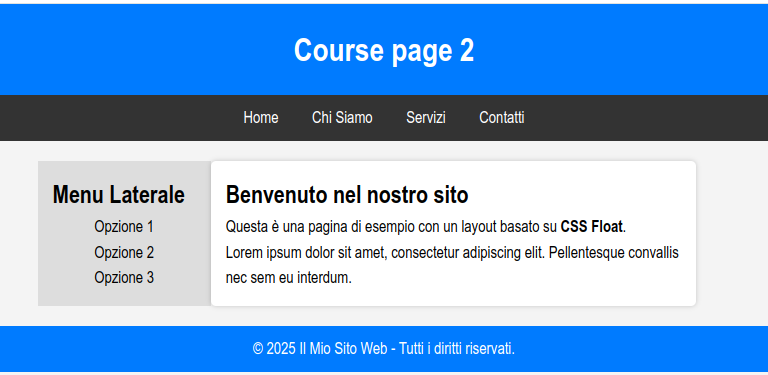 Course page 2
Home Chi Siamo Servizi Contatti
Menu Laterale
Opzione 1
Opzione 2
Opzione 3
Benvenuto nel nostro sito
Questa è una pagina di esempio con un layout basato su CSS Float.
Lorem ipsum dolor sit amet, consectetur adipiscing elit. Pellentesque convallis
nec sem eu interdum.
© 2025 Il Mio Sito Web - Tutti i diritti riservati.